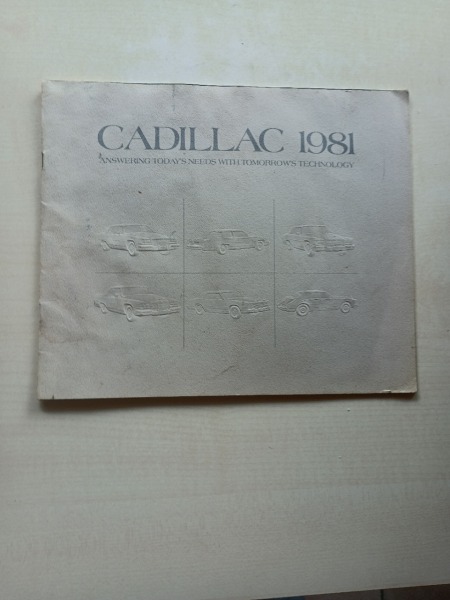 CADILLAC 1981
ANSWERING TODAY'S NEEDS WITH TOMORROW'S TECHNOLOGY